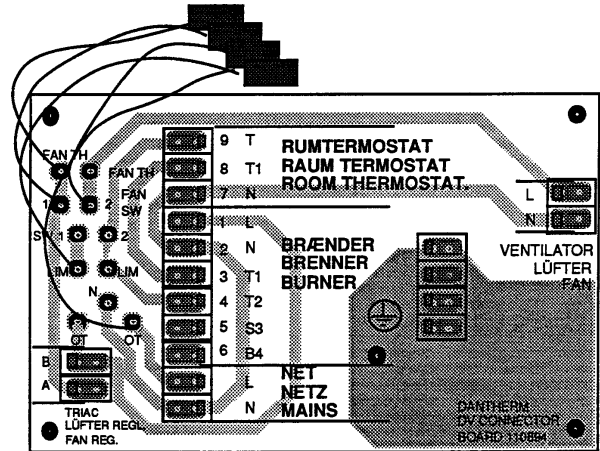 FAN TH
FAN TH
1
2
FAN
SW
SW 1
2
LIM
LIM
N
OT
OT
B
A
TRIAC
LÜFTER REGL.
FAN REG.
9 T
8 T1
7 N
RUMTERMOSTAT
RAUM TERMOSTAT
ROOM THERMOSTAT.
1 L
2 N
3 T1
4 T2
5 S3
6 B4
BRÆNDER
BRENNER
BURNER
L
N
NET
NETZ
MAINS
L
N
VENTILATOR
LÜFTER
FAN
DANTHERM
DV CONNECTOR
BOARD 110894